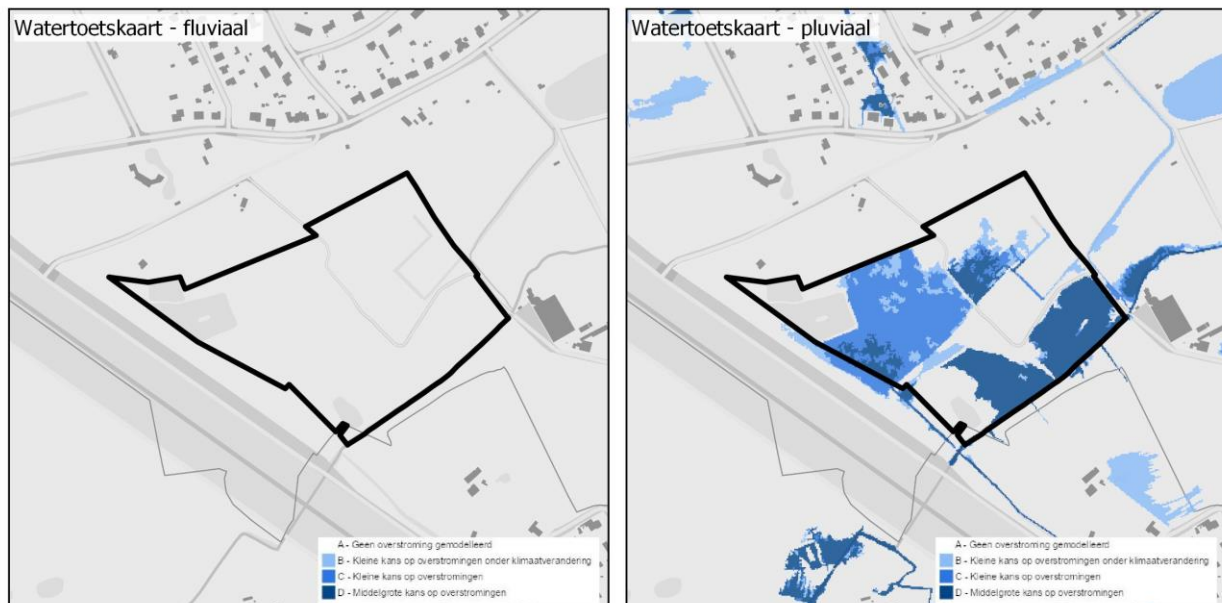 Watertoetskaart - fluviaal
A - Geen overstroming gemodelleerd
B - Kleine kans op overstromingen onder klimaatverandering
C - Kleine kans op overstromingen
D - Middelgrote kans op overstromingen
Watertoetskaart - pluviaal
A - Geen overstroming gemodelleerd
B - Kleine kans op overstromingen onder klimaatverandering
C - Kleine kans op overstromingen
D - Middelgrote kans op overstromingen